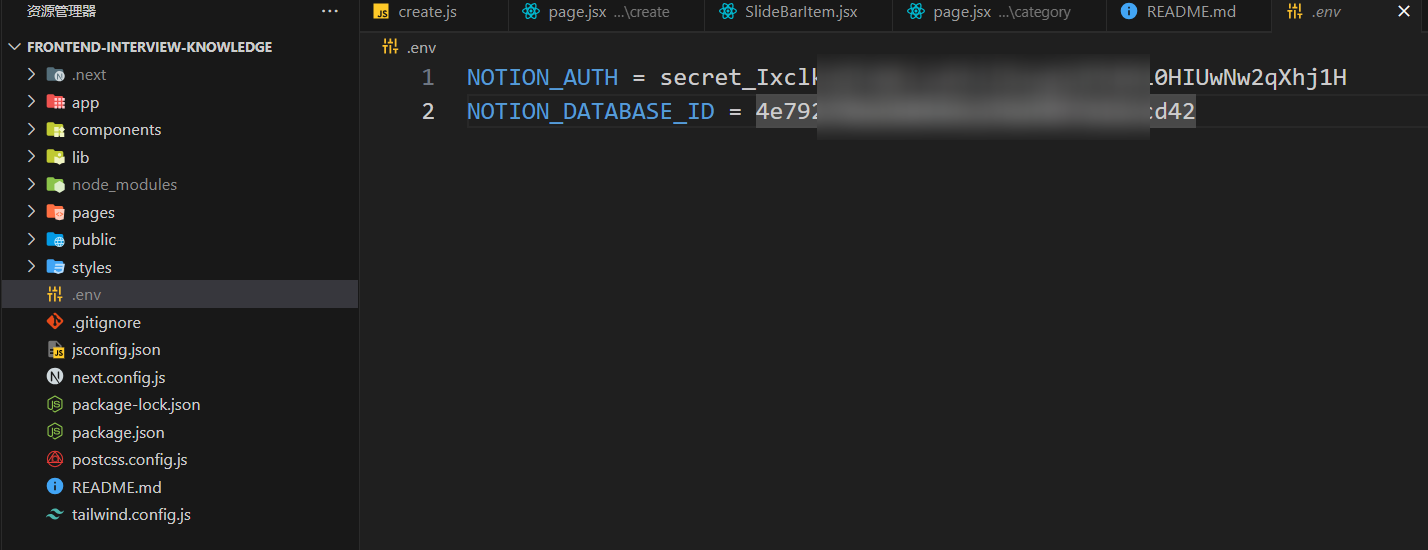 资源管理器 ...
create.js page.jsx ...\create SlideBarItem.jsx page.jsx ...\category README.md .env
FRONTEND-INTERVIEW-KNOWLEDGE
.env
.next
1 NOTION_AUTH = secret_Ixclk 0HIUwNw2qXhj1H
app
2 NOTION_DATABASE_ID = 4e792 cd42
components
lib
node_modules
pages
public
styles
.env
.gitignore
jsconfig.json
next.config.js
package-lock.json
package.json
postcss.config.js
README.md
tailwind.config.js